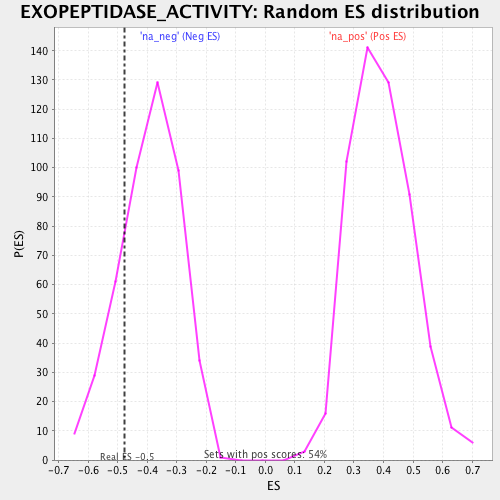 EXOPEPTIDASE_ACTIVITY: Random ES distribution
'na_neg' (Neg ES) 'na_pos' (Pos ES)
140
130
120
110
100
90
80
70
60
50
40
30
20
10
0
P(ES)
Real ES -0,5 Sets with pos scores: 54%
-0.7 -0.6 -0.5 -0.4 -0.3 -0.2 -0.1 0.0 0.1 0.2 0.3 0.4 0.5 0.6 0.7
ES